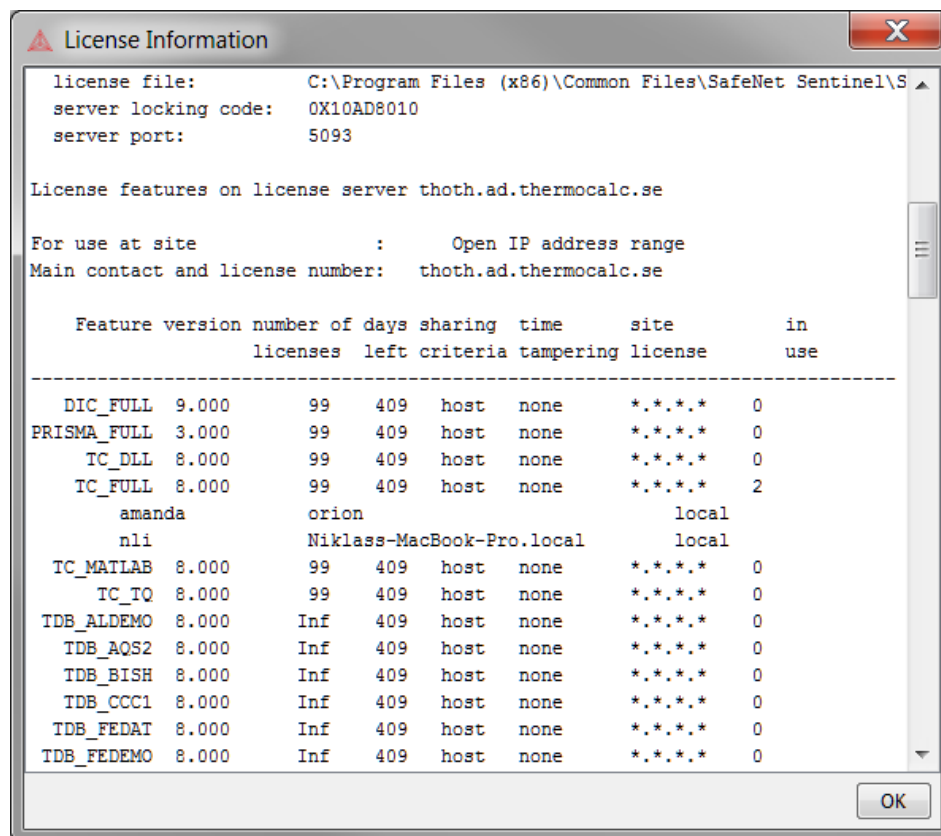 License Information
X
license file: C:\Program Files (x86)\Common Files\SafeNet Sentinel\S
server locking code: 0X10AD8010
server port: 5093
License features on license server thoth.ad.thermocalc.se
For use at site : Open IP address range
Main contact and license number: thoth.ad.thermocalc.se
Feature version number of days sharing time site in
licenses left criteria tampering license use
--------------------------------------------------------------------------------
DIC_FULL 9.000 99 409 host none *.*.*.* 0
PRISMA_FULL 3.000 99 409 host none *.*.*.* 0
TC_DLL 8.000 99 409 host none *.*.*.* 0
TC_FULL 8.000 99 409 host none *.*.*.* 2
amanda orion local
nli Niklass-MacBook-Pro.local local
TC_MATLAB 8.000 99 409 host none *.*.*.* 0
TC_TQ 8.000 99 409 host none *.*.*.* 0
TDB_ALDEMO 8.000 Inf 409 host none *.*.*.* 0
TDB_AQS2 8.000 Inf 409 host none *.*.*.* 0
TDB_BISH 8.000 Inf 409 host none *.*.*.* 0
TDB_CCC1 8.000 Inf 409 host none *.*.*.* 0
TDB_FEDAT 8.000 Inf 409 host none *.*.*.* 0
TDB_FEDEMO 8.000 Inf 409 host none *.*.*.* 0
OK